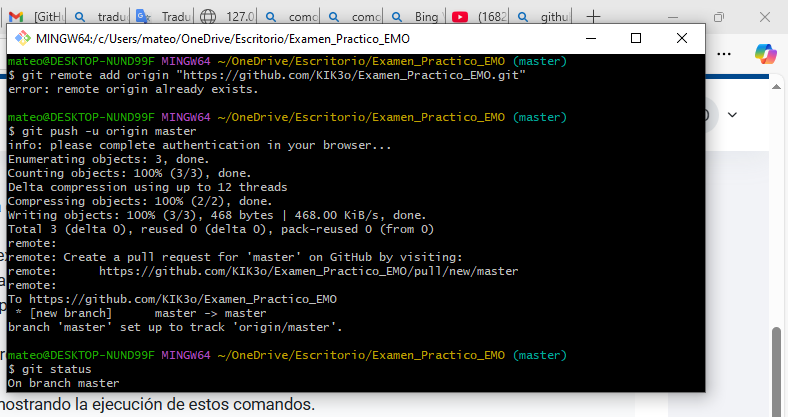 [GitH
tradu
Tradu
127.0
como
como
Bing
(1682
githu
MINGW64:/c/Users/mateo/OneDrive/Escritorio/Examen_Practico_EMO
mateo@DESKTOP-NUND99F MINGW64 ~/OneDrive/Escritorio/Examen_Practico_EMO (master)
$ git remote add origin "https://github.com/KIK3o/Examen_Practico_EMO.git"
error: remote origin already exists.
mateo@DESKTOP-NUND99F MINGW64 ~/OneDrive/Escritorio/Examen_Practico_EMO (master)
$ git push -u origin master
info: please complete authentication in your browser...
Enumerating objects: 3, done.
Counting objects: 100% (3/3), done.
Delta compression using up to 12 threads
Compressing objects: 100% (2/2), done.
Writing objects: 100% (3/3), 468 bytes | 468.00 KiB/s, done.
Total 3 (delta 0), reused 0 (delta 0), pack-reused 0 (from 0)
remote:
remote: Create a pull request for 'master' on GitHub by visiting:
remote:      https://github.com/KIK3o/Examen_Practico_EMO/pull/new/master
remote:
To https://github.com/KIK3o/Examen_Practico_EMO
 * [new branch]      master -> master
branch 'master' set up to track 'origin/master'.
mateo@DESKTOP-NUND99F MINGW64 ~/OneDrive/Escritorio/Examen_Practico_EMO (master)
$ git status
On branch master
mostrando la ejecución de estos comandos.